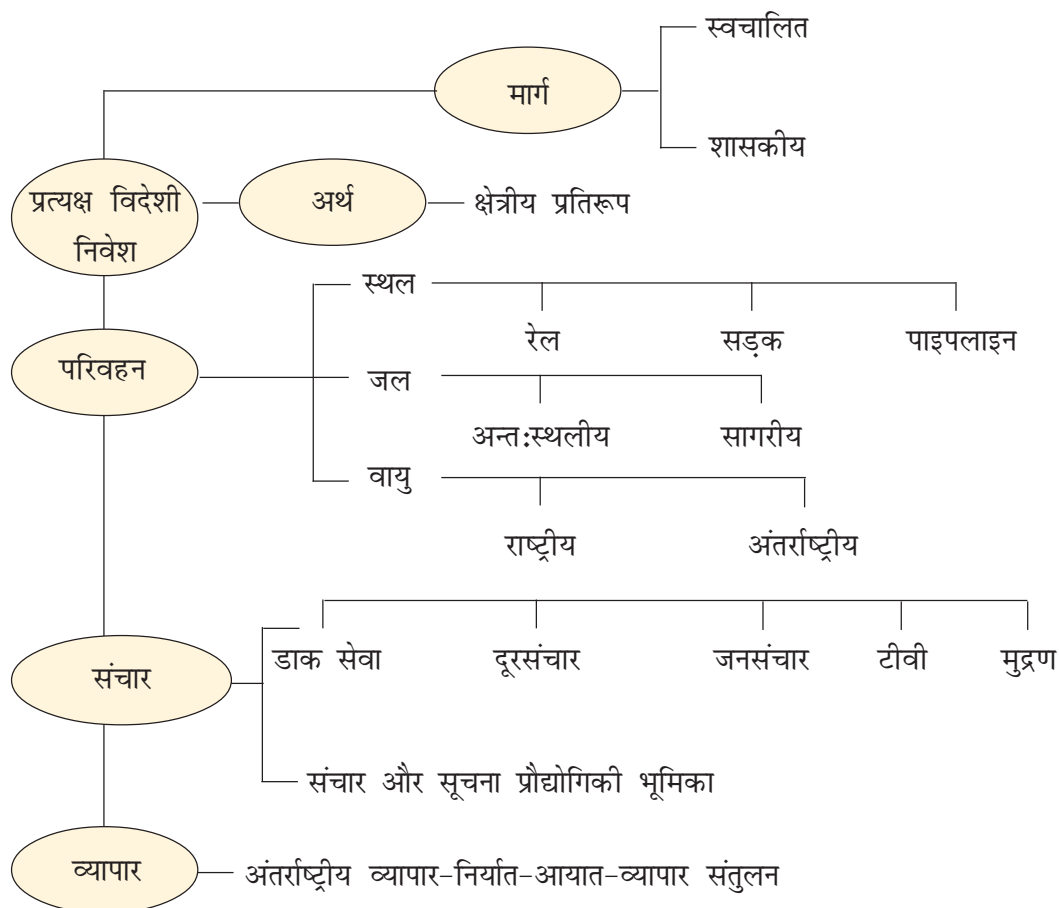 स्वचालित
मार्ग
शासकीय
प्रत्यक्ष विदेशी
निवेश
अर्थ
क्षेत्रीय प्रतिरूप
स्थल
रेल
सड़क
पाइपलाइन
परिवहन
जल
अन्त:स्थलीय
सागरीय
वायु
राष्ट्रीय
अंतर्राष्ट्रीय
संचार
डाक सेवा
दूरसंचार
जनसंचार
टीवी
मुद्रण
संचार और सूचना प्रौद्योगिकी भूमिका
व्यापार
अंतर्राष्ट्रीय व्यापार-निर्यात-आयात-व्यापार संतुलन